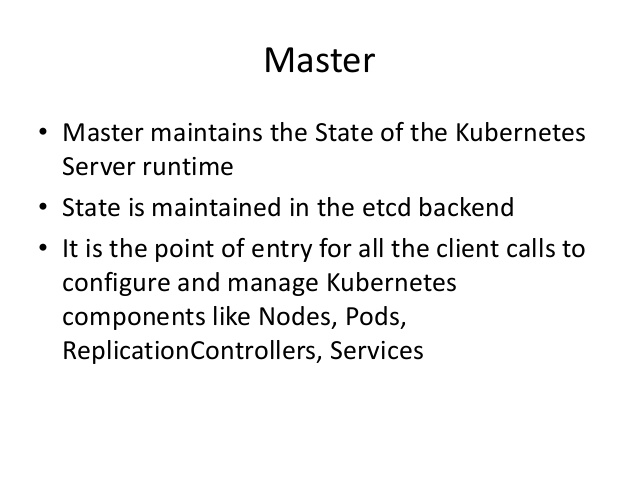 Master
• Master maintains the State of the Kubernetes
Server runtime
• State is maintained in the etcd backend
• It is the point of entry for all the client calls to
configure and manage Kubernetes
components like Nodes, Pods,
ReplicationControllers, Services